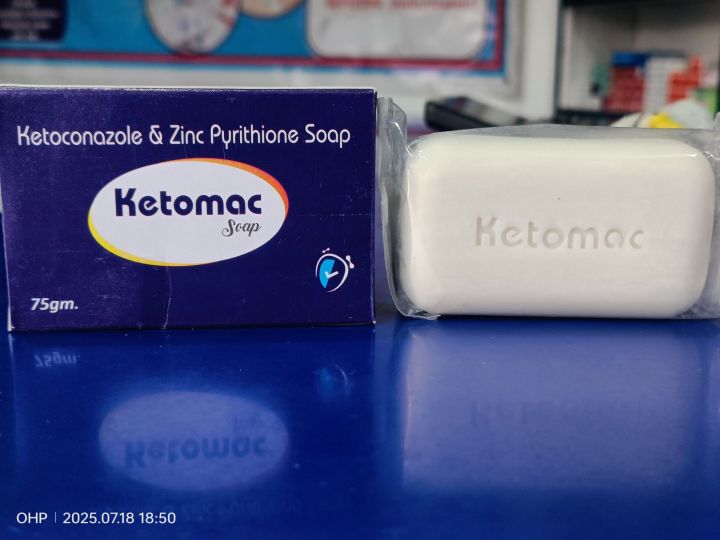 Ketoconazole & Zinc Pyrithione Soap
Ketomac
Soap
75gm.
Ketomac
OHP | 2025.07.18 18:50